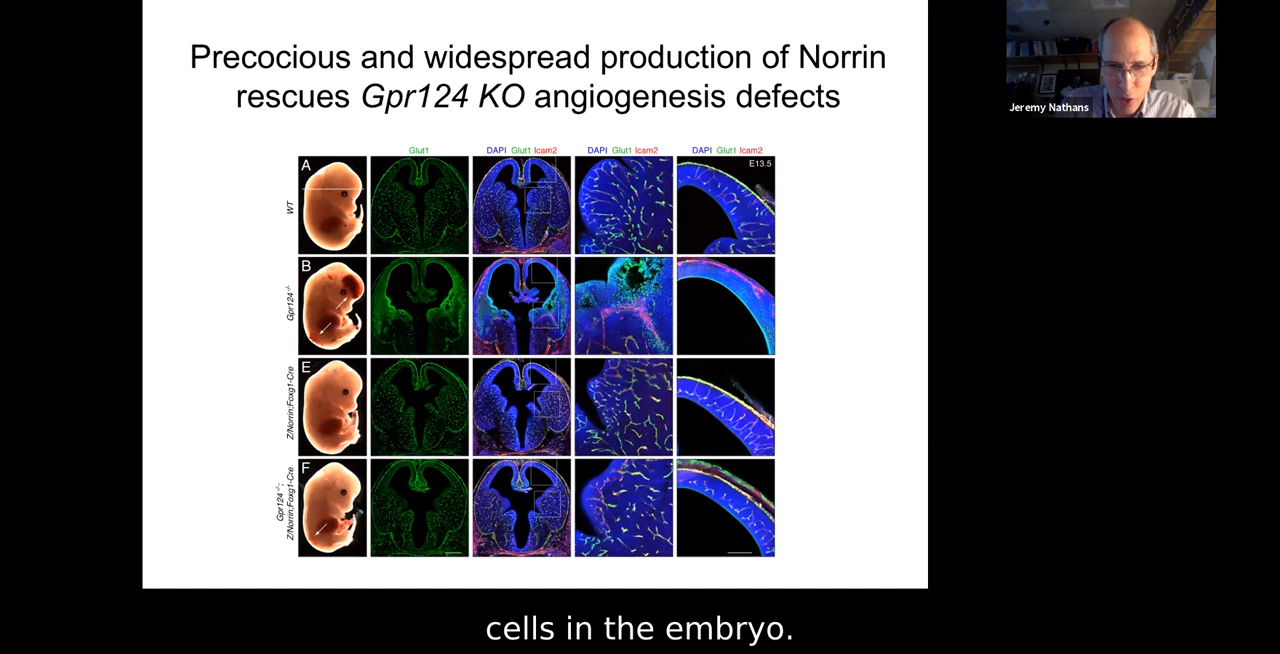 Precocious and widespread production of Norrin
rescues Gpr124 KO angiogenesis defects
Jeremy Nathans
Glut1
DAPI Glut1 Icam2
DAPI Glut1 Icam2
DAPI Glut1 Icam2
A
E13.5
WT
B
Gpr124 -/-
E
Z/Norrin;Foxg1-Cre
F
Gpr124 -/-;
Z/Norrin;Foxg1-Cre
cells in the embryo.